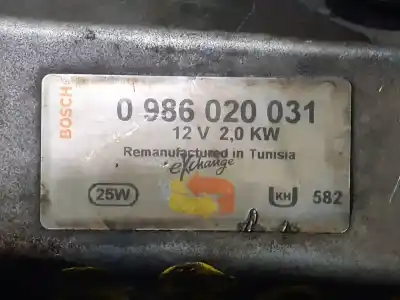 BOSCH
0 986 020 031
12 V 2,0 KW
Remanufactured in Tunisia
eXchange
25W
KH
582